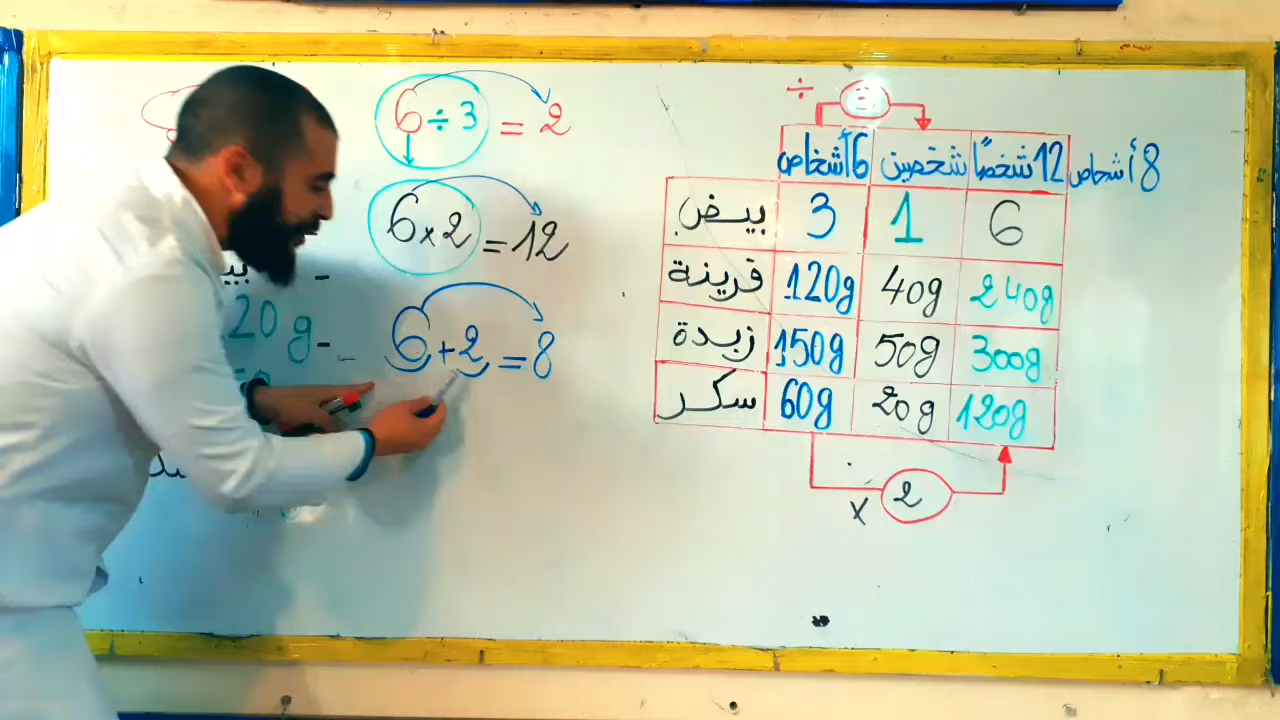 6 ÷ 3 = 2
6 × 2 = 12
6 + 2 = 8
20 g -
÷
6 أشخاص شخصين 12 شخصًا 8 أشخاص
بيض 3 1 6
فرينة 120g 40g 240g
زبدة 150g 50g 300g
سكر 60g 20g 120g
× 2